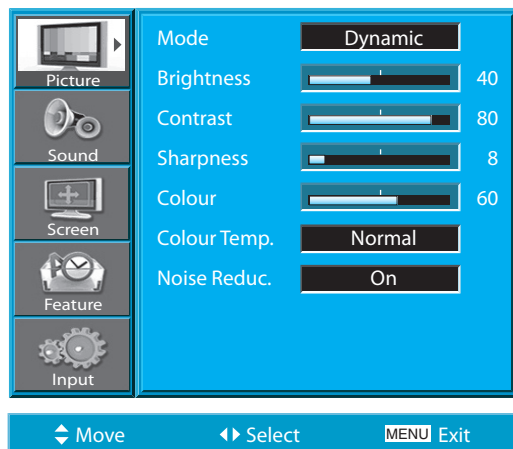 Picture
Sound
Screen
Feature
Input
Mode Dynamic
Brightness 40
Contrast 80
Sharpness 8
Colour 60
Colour Temp. Normal
Noise Reduc. On
Move Select MENU Exit